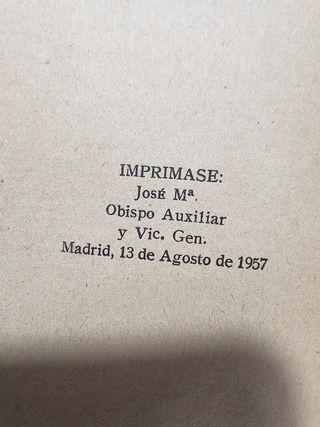 IMPRIMASE:
José Mª.
Obispo Auxiliar
y Vic. Gen.
Madrid, 13 de Agosto de 1957